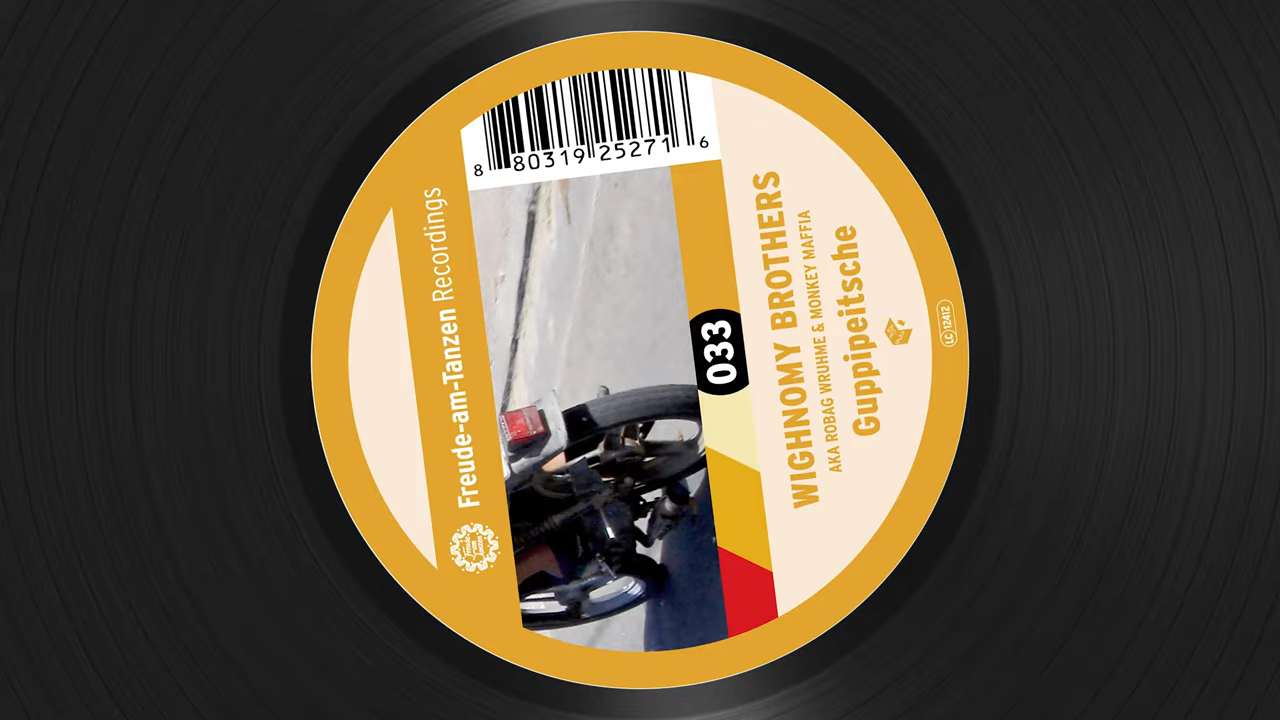 Freude-am-Tanzen Recordings
8 80319 25271 6
033
WIGHNOMY BROTHERS
AKA ROBAG WRUHME & MONKEY MAFFIA
Guppipeitsche
LC 12412